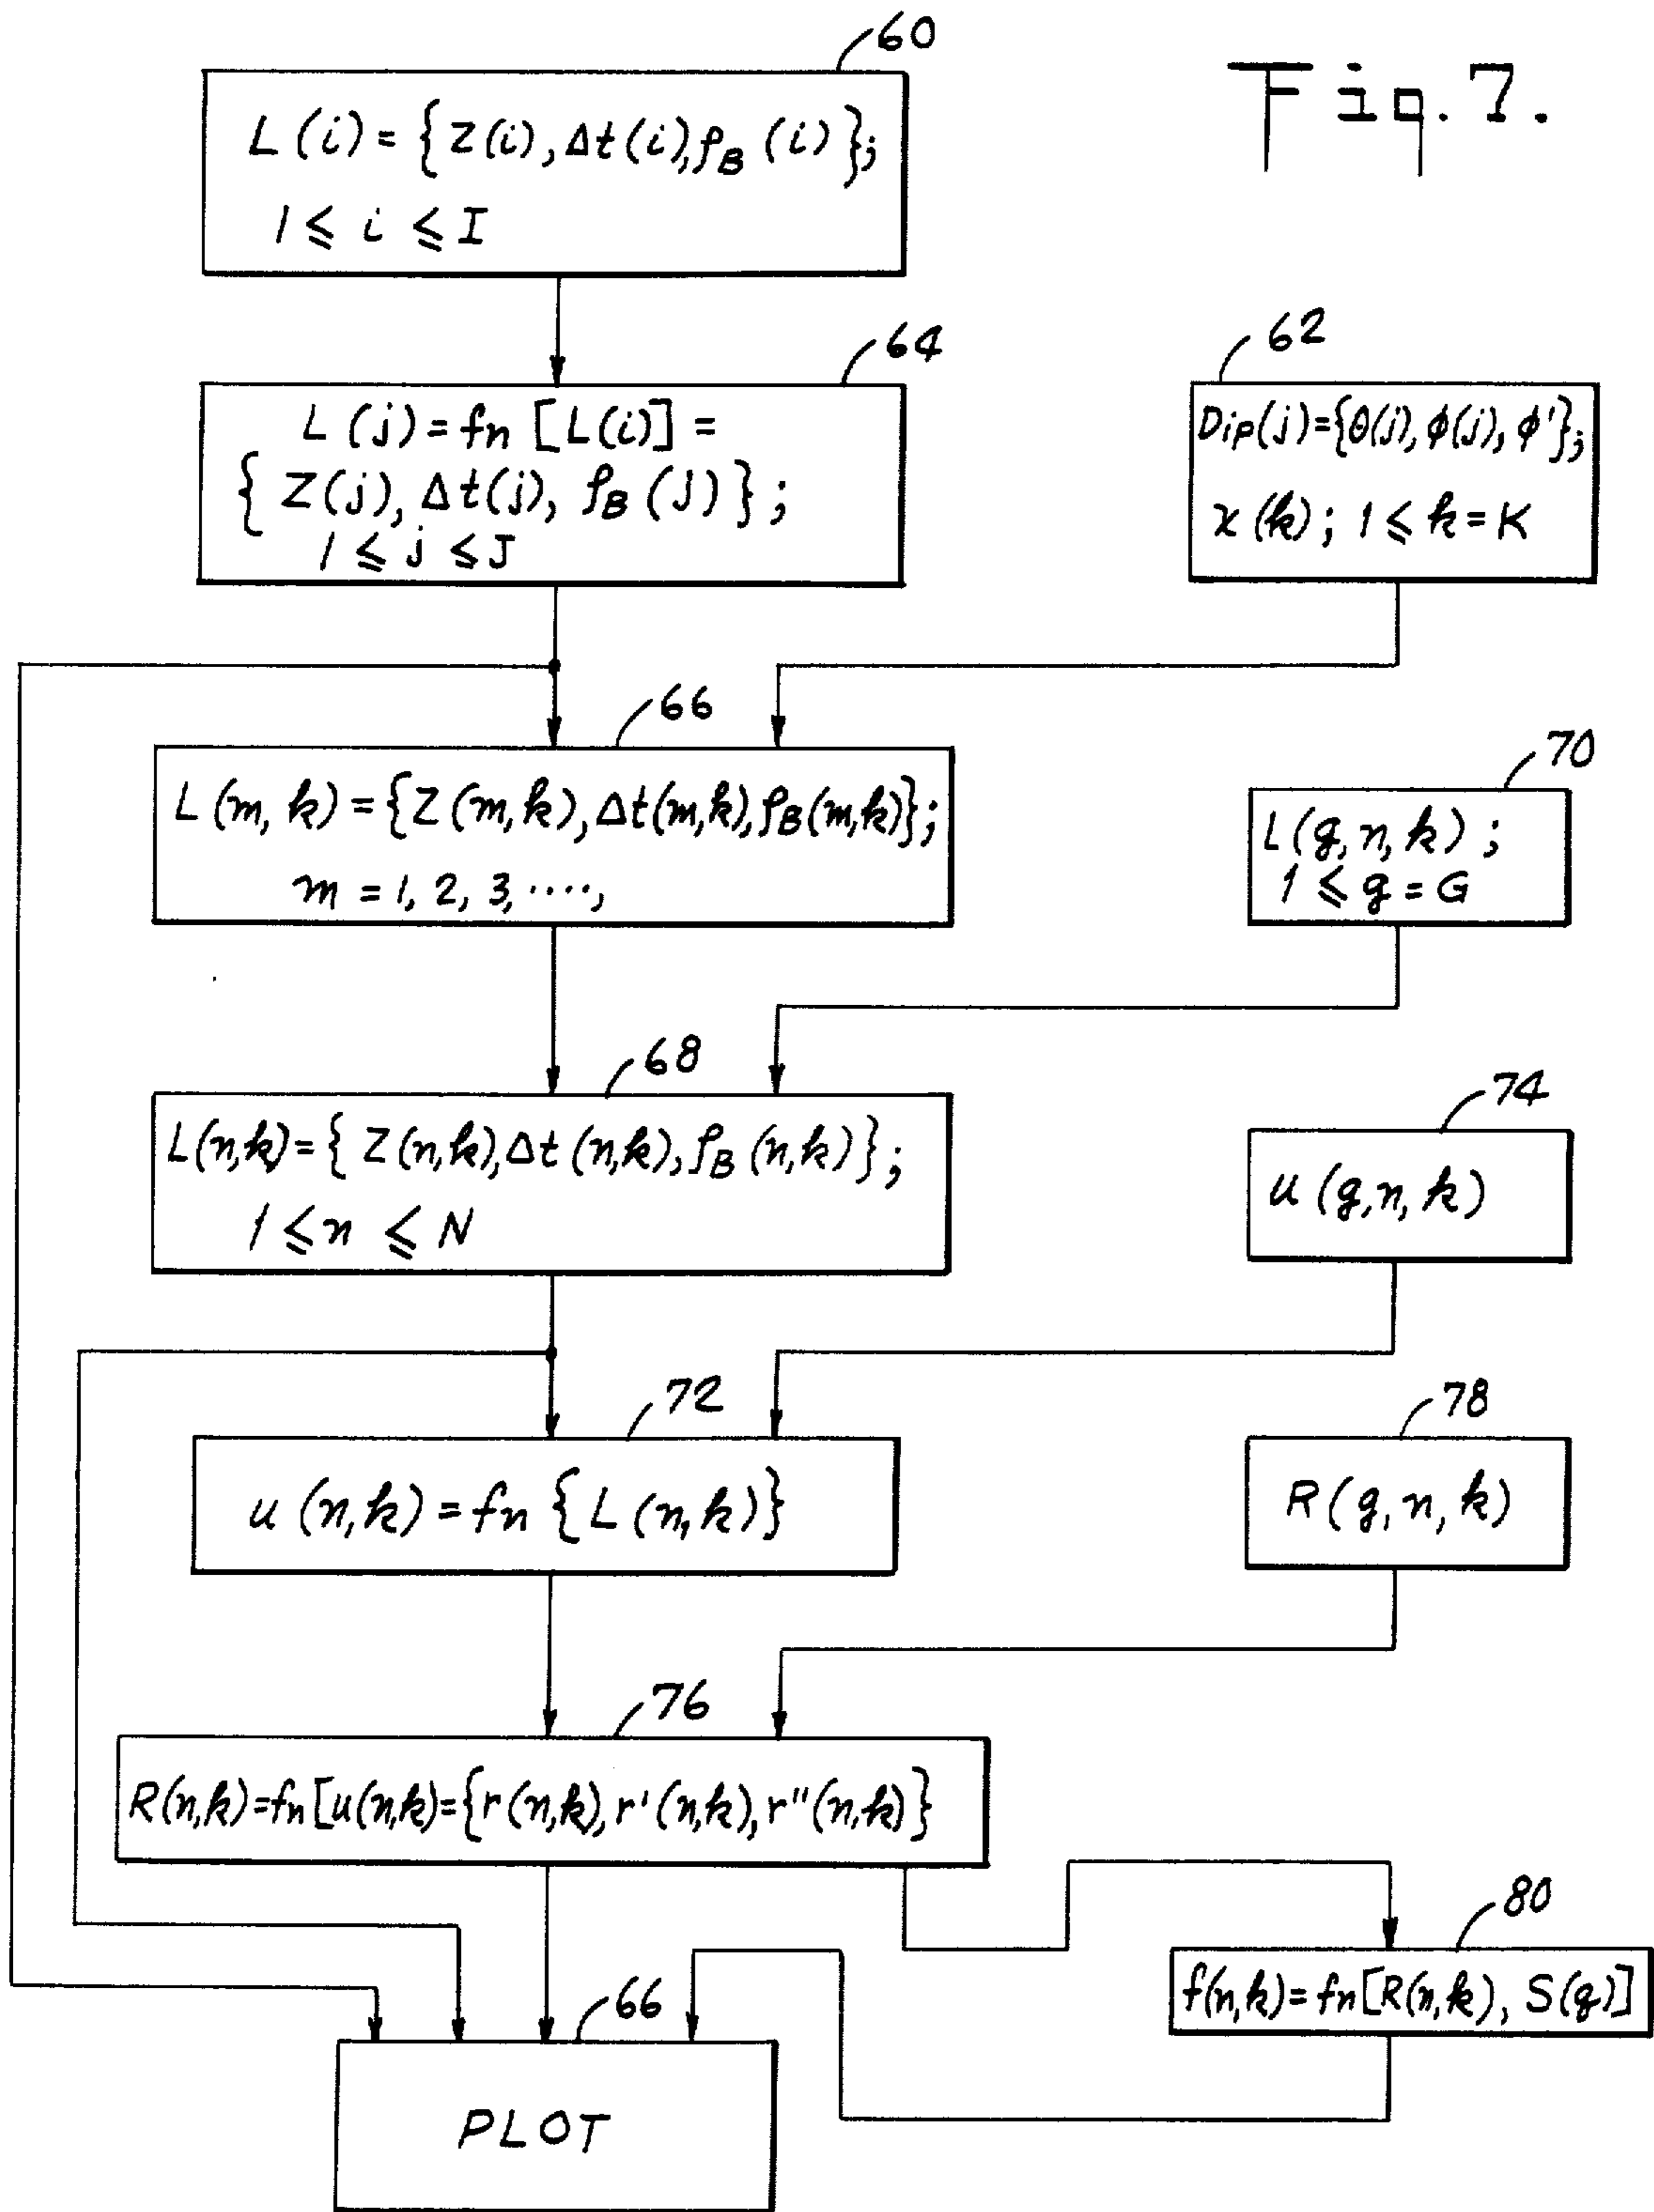 Fig. 7.
60
L(i) = {Z(i), Δt(i), ρB(i)};
1 ≤ i ≤ I
64
L(j) = fn [L(i)] =
{Z(j), Δt(j), ρB(J)};
1 ≤ j ≤ J
62
Dip(j) = {θ(j), ϕ(j), ϕ'};
x(k); 1 ≤ k = K
66
L(m, k) = {Z(m,k), Δt(m,k), ρB(m,k)};
m = 1, 2, 3, ....,
70
L(g, n, k);
1 ≤ g = G
68
L(n,k) = {Z(n,k), Δt(n,k), ρB(n,k)};
1 ≤ n ≤ N
74
u(g,n,k)
72
u(n,k) = fn {L(n,k)}
78
R(g,n,k)
76
R(n,k) = fn[u(n,k) = {r(n,k), r'(n,k), r''(n,k)}
80
f(n,k) = fn[R(n,k), S(g)]
66
PLOT